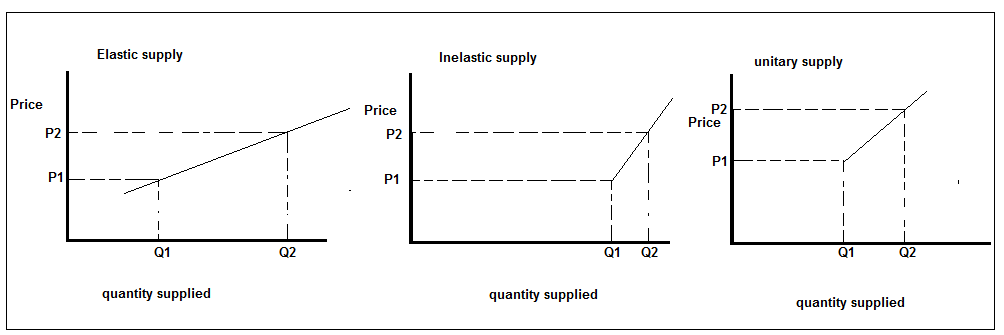 Elastic supply
Price
P2
P1
Q1
Q2
quantity supplied
Inelastic supply
Price
P2
P1
Q1
Q2
quantity supplied
unitary supply
P2
Price
P1
Q1
Q2
quantity supplied